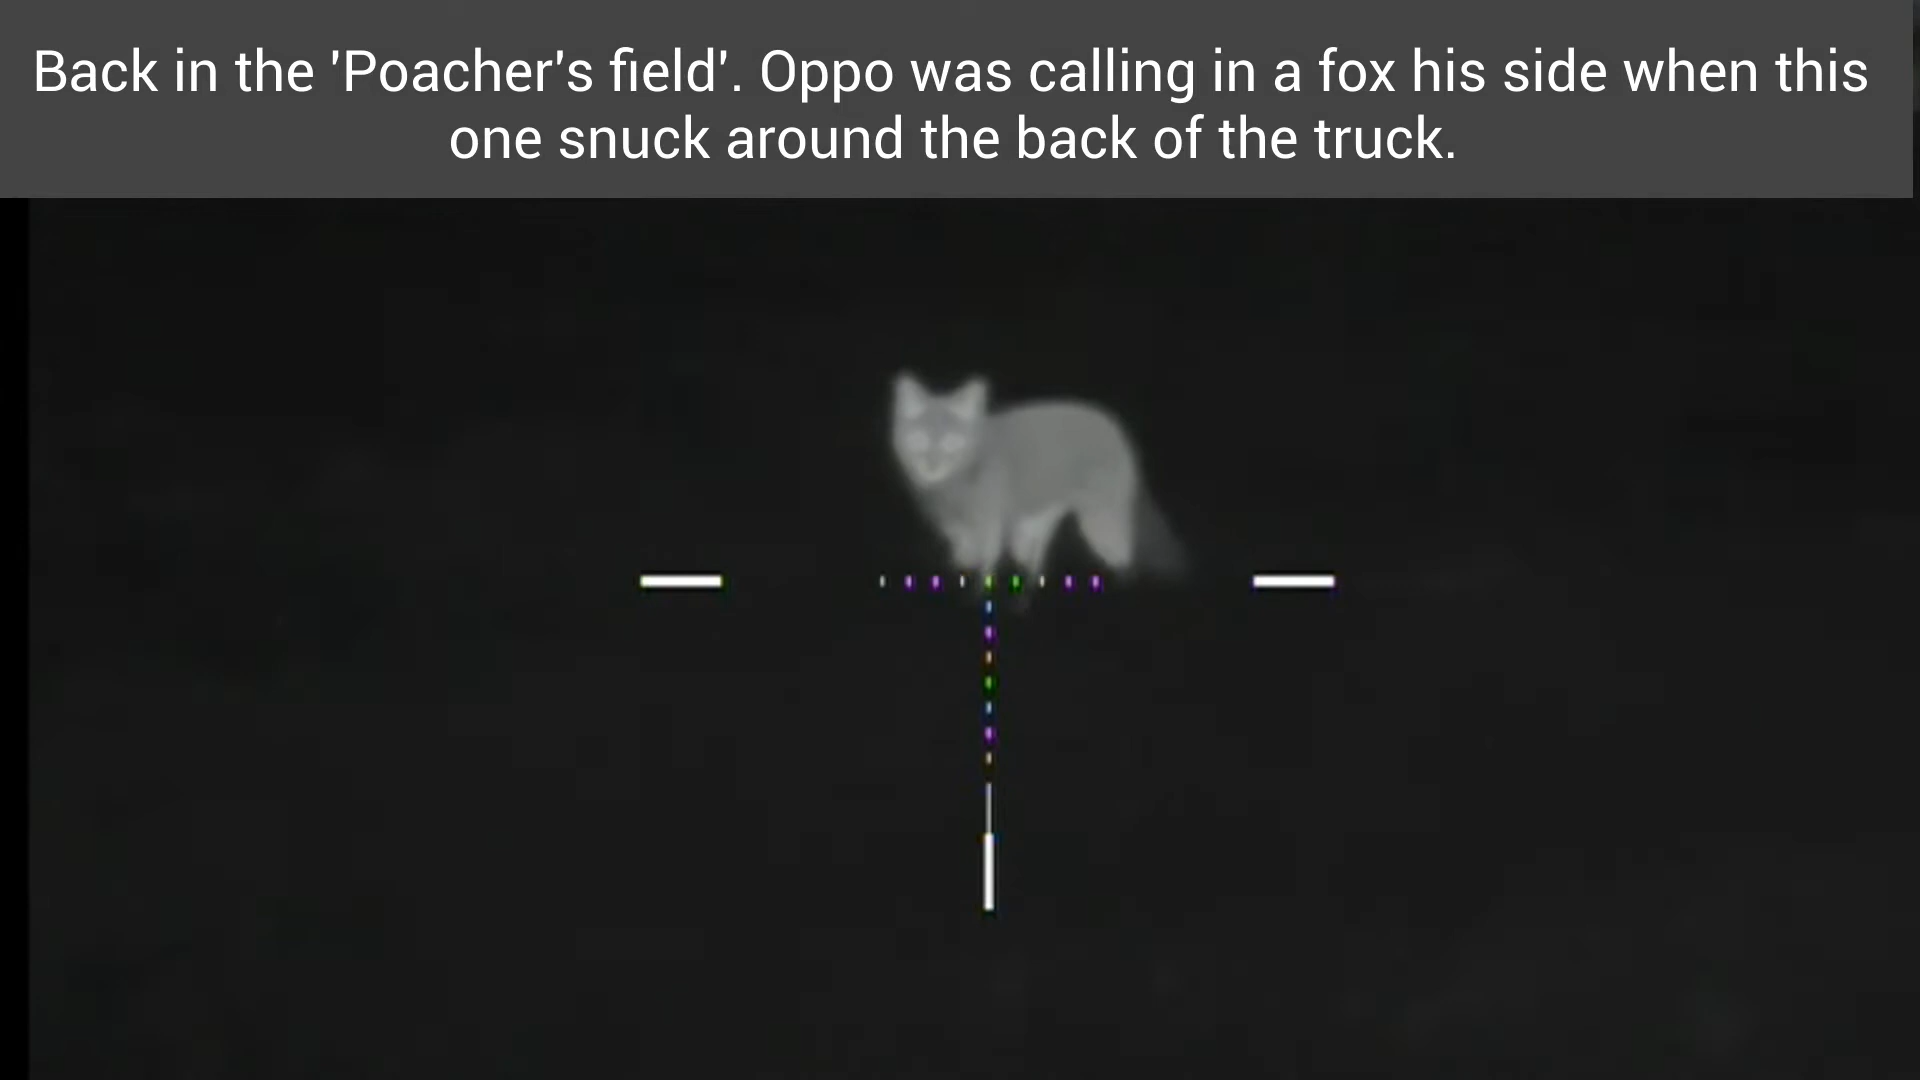 Back in the 'Poacher's field'. Oppo was calling in a fox his side when this
one snuck around the back of the truck.